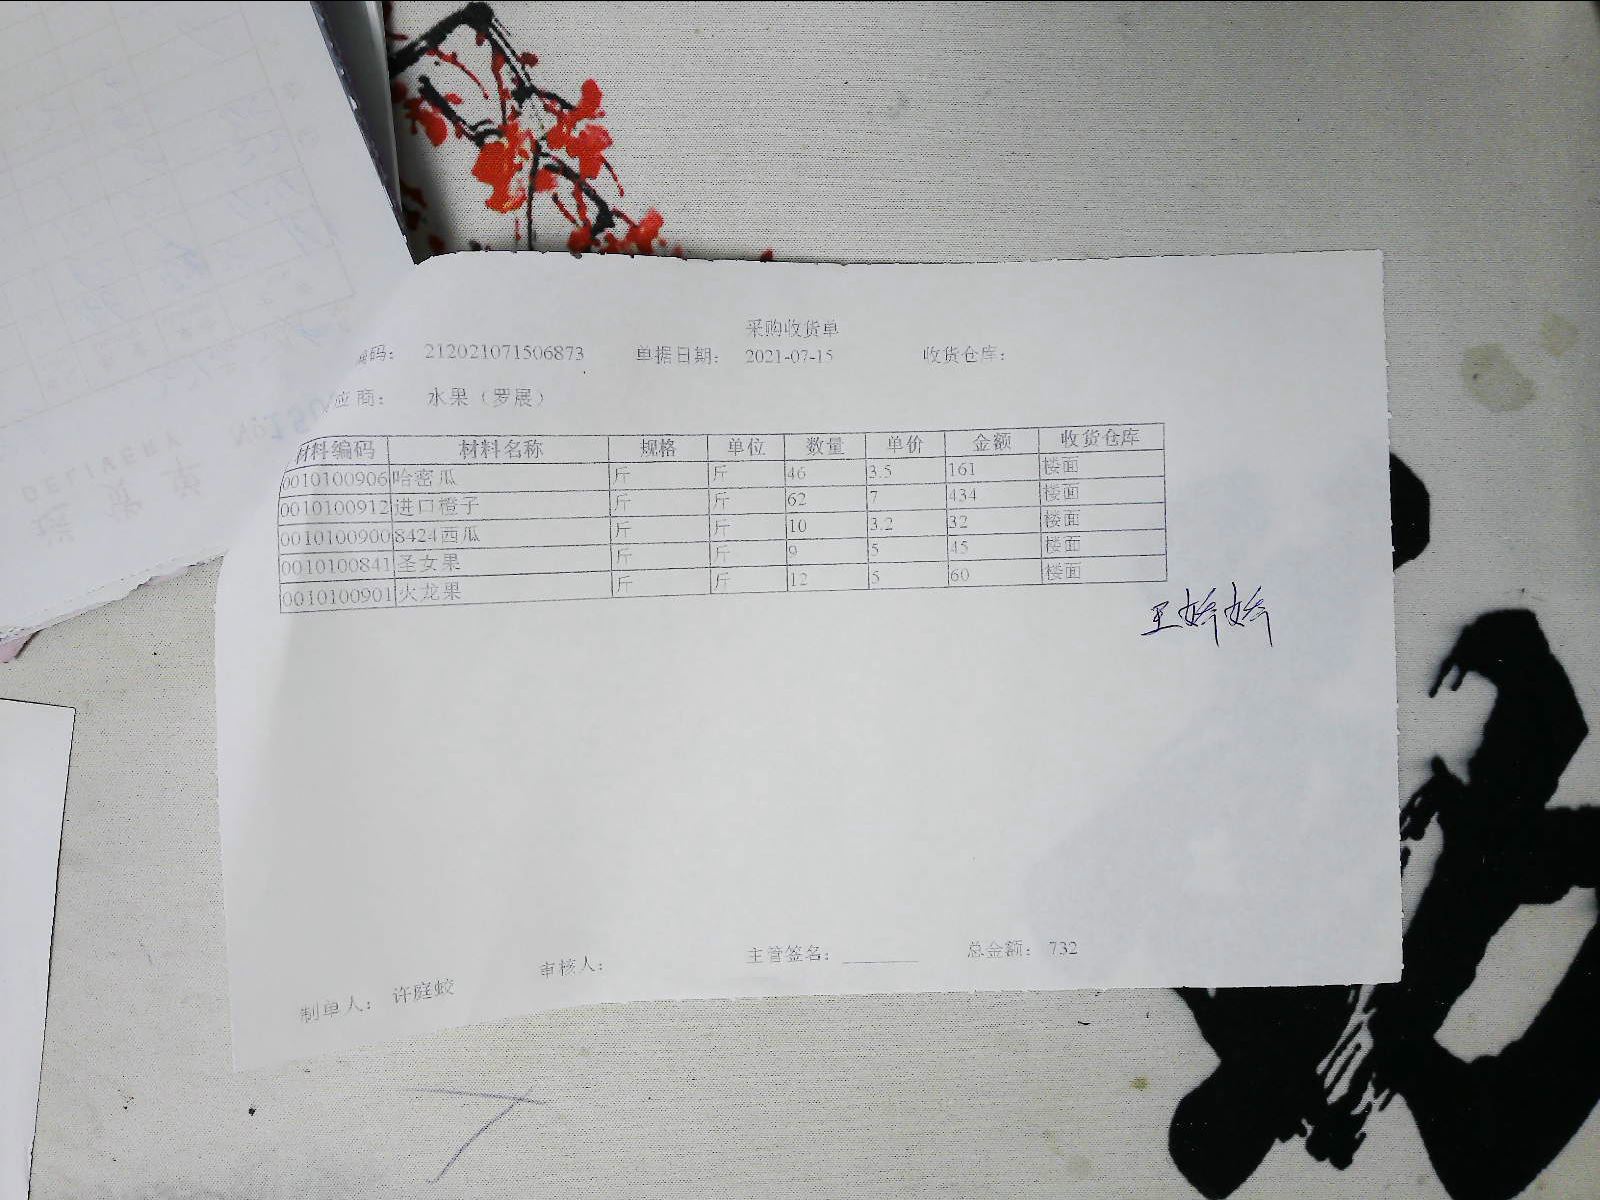 采购收货单
编码： 212021071506873 单据日期： 2021-07-15 收货仓库：
应商： 水果（罗展）
材料编码 材料名称 规格 单位 数量 单价 金额 收货仓库
0010100906 哈密瓜 斤 斤 46 3.5 161 楼面
0010100912 进口橙子 斤 斤 62 7 434 楼面
0010100900 8424西瓜 斤 斤 10 3.2 32 楼面
0010100841 圣女果 斤 斤 9 5 45 楼面
0010100901 火龙果 斤 斤 12 5 60 楼面
王娇娇
制单人： 许庭蛟 审核人： 主管签名：________ 总金额： 732